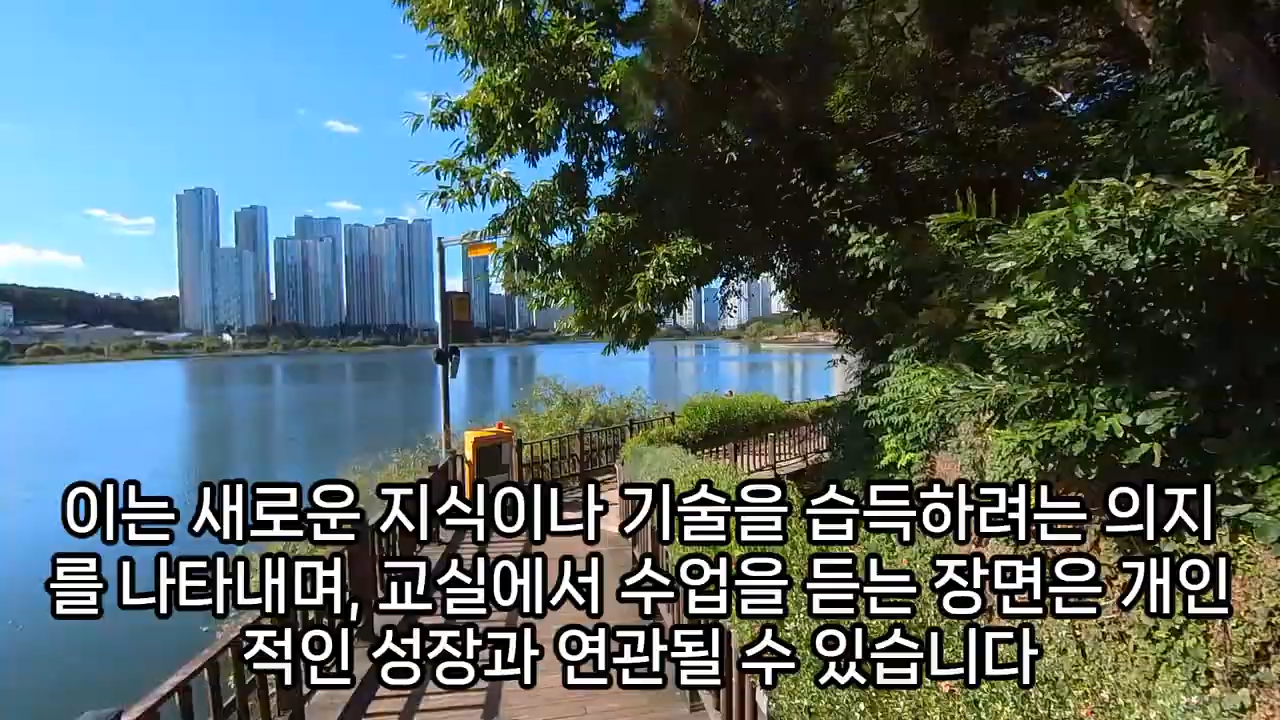 이는 새로운 지식이나 기술을 습득하려는 의지
를 나타내며, 교실에서 수업을 듣는 장면은 개인
적인 성장과 연관될 수 있습니다